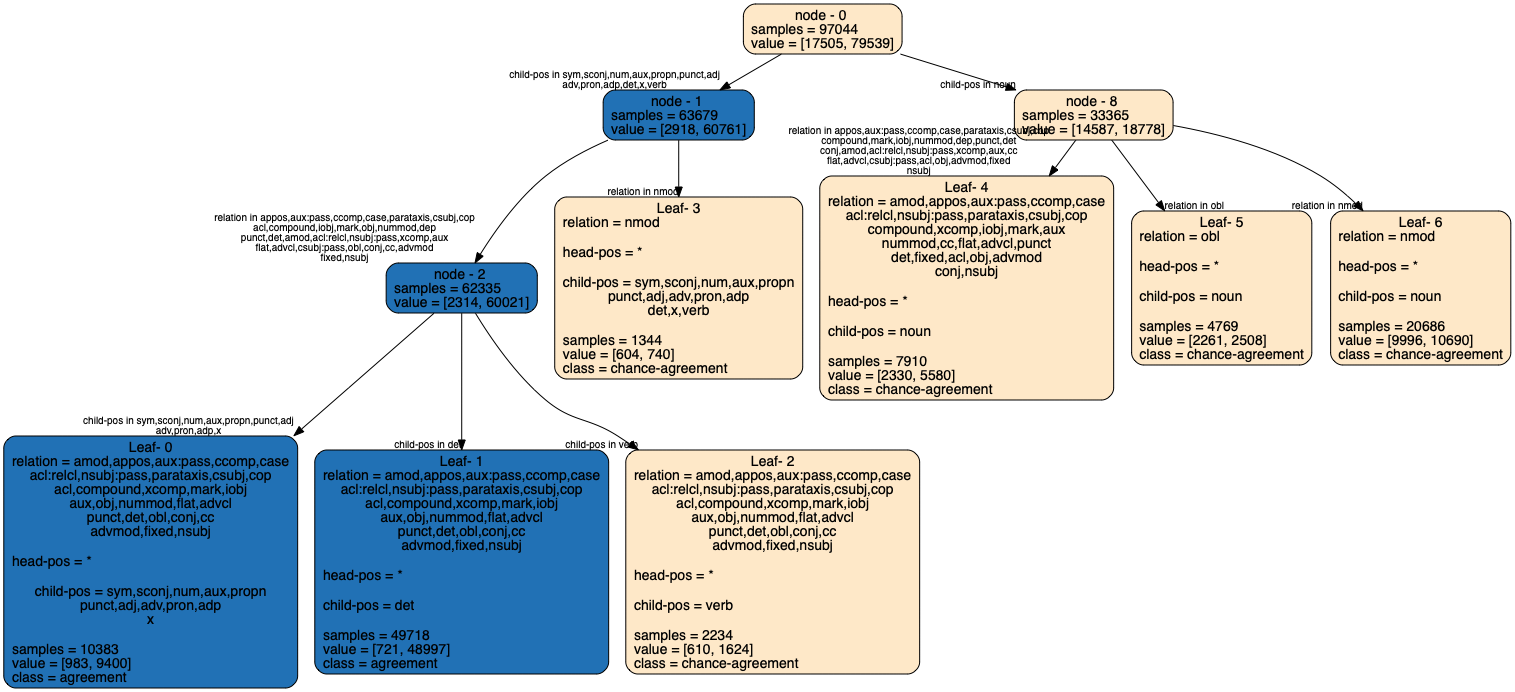 node - 0
samples = 97044
value = [17505, 79539]
child-pos in sym,sconj,num,aux,propn,punct,adj
adv,pron,adp,det,x,verb
child-pos in noun
node - 1
samples = 63679
value = [2918, 60761]
node - 8
samples = 33365
value = [14587, 18778]
relation in appos,aux:pass,ccomp,case,parataxis,csubj,cop
compound,mark,iobj,nummod,dep,punct,det
conj,amod,acl:relcl,nsubj:pass,xcomp,aux,cc
flat,advcl,csubj:pass,acl,obj,advmod,fixed
nsubj
relation in nmod
relation in obl
relation in nmod
Leaf- 3
relation = nmod
head-pos = *
child-pos = sym,sconj,num,aux,propn
punct,adj,adv,pron,adp
det,x,verb
samples = 1344
value = [604, 740]
class = chance-agreement
Leaf- 4
relation = amod,appos,aux:pass,ccomp,case
acl:relcl,nsubj:pass,parataxis,csubj,cop
compound,xcomp,iobj,mark,aux
nummod,cc,flat,advcl,punct
det,fixed,acl,obj,advmod
conj,nsubj
head-pos = *
child-pos = noun
samples = 7910
value = [2330, 5580]
class = chance-agreement
Leaf- 5
relation = obl
head-pos = *
child-pos = noun
samples = 4769
value = [2261, 2508]
class = chance-agreement
Leaf- 6
relation = nmod
head-pos = *
child-pos = noun
samples = 20686
value = [9996, 10690]
class = chance-agreement
relation in appos,aux:pass,ccomp,case,parataxis,csubj,cop
acl,compound,iobj,mark,obj,nummod,dep
punct,det,amod,acl:relcl,nsubj:pass,xcomp,aux
flat,advcl,csubj:pass,obl,conj,cc,advmod
fixed,nsubj
node - 2
samples = 62335
value = [2314, 60021]
child-pos in sym,sconj,num,aux,propn,punct,adj
adv,pron,adp,x
child-pos in det
child-pos in verb
Leaf- 0
relation = amod,appos,aux:pass,ccomp,case
acl:relcl,nsubj:pass,parataxis,csubj,cop
acl,compound,xcomp,mark,iobj
aux,obj,nummod,flat,advcl
punct,det,obl,conj,cc
advmod,fixed,nsubj
head-pos = *
child-pos = sym,sconj,num,aux,propn
punct,adj,adv,pron,adp
x
samples = 10383
value = [983, 9400]
class = agreement
Leaf- 1
relation = amod,appos,aux:pass,ccomp,case
acl:relcl,nsubj:pass,parataxis,csubj,cop
acl,compound,xcomp,mark,iobj
aux,obj,nummod,flat,advcl
punct,det,obl,conj,cc
advmod,fixed,nsubj
head-pos = *
child-pos = det
samples = 49718
value = [721, 48997]
class = agreement
Leaf- 2
relation = amod,appos,aux:pass,ccomp,case
acl:relcl,nsubj:pass,parataxis,csubj,cop
acl,compound,xcomp,mark,iobj
aux,obj,nummod,flat,advcl
punct,det,obl,conj,cc
advmod,fixed,nsubj
head-pos = *
child-pos = verb
samples = 2234
value = [610, 1624]
class = chance-agreement